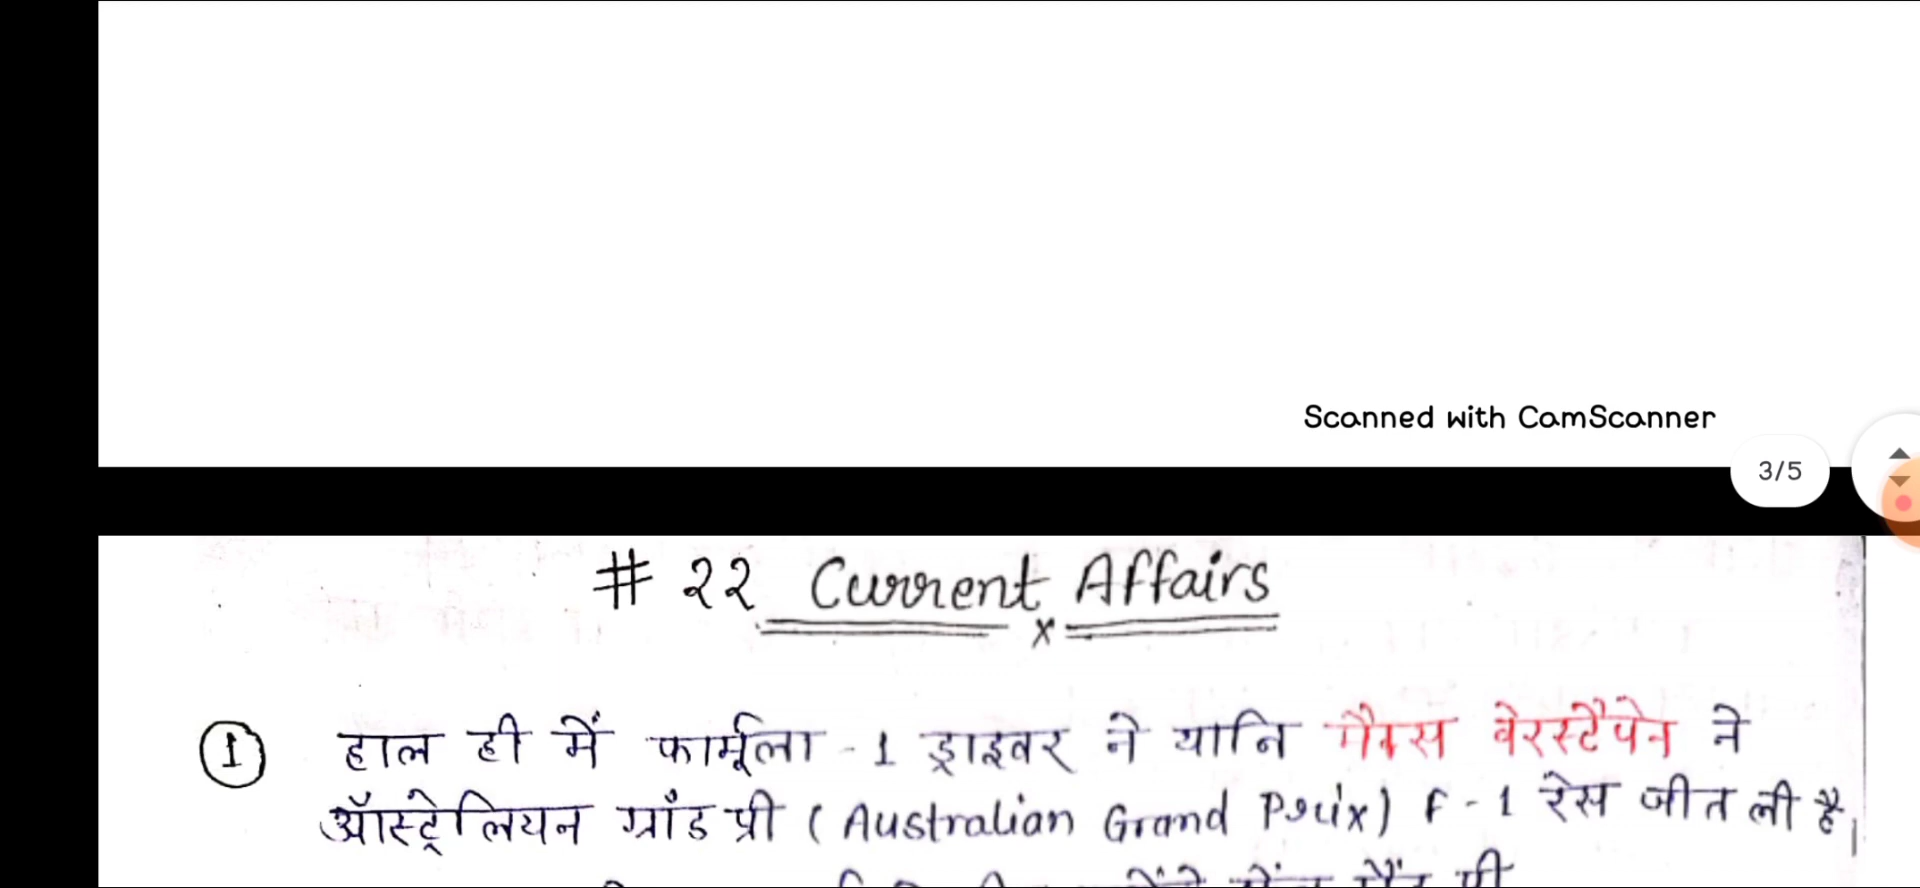 Scanned with CamScanner
3/5
# 22 Current Affairs
x
1 हाल ही में फार्मूला - 1 ड्राइवर ने यानि मैक्स वेरस्टैपेन ने
ऑस्ट्रेलियन ग्रांड प्री ( Australian Grand Prix) F - 1 रेस जीत ली है।